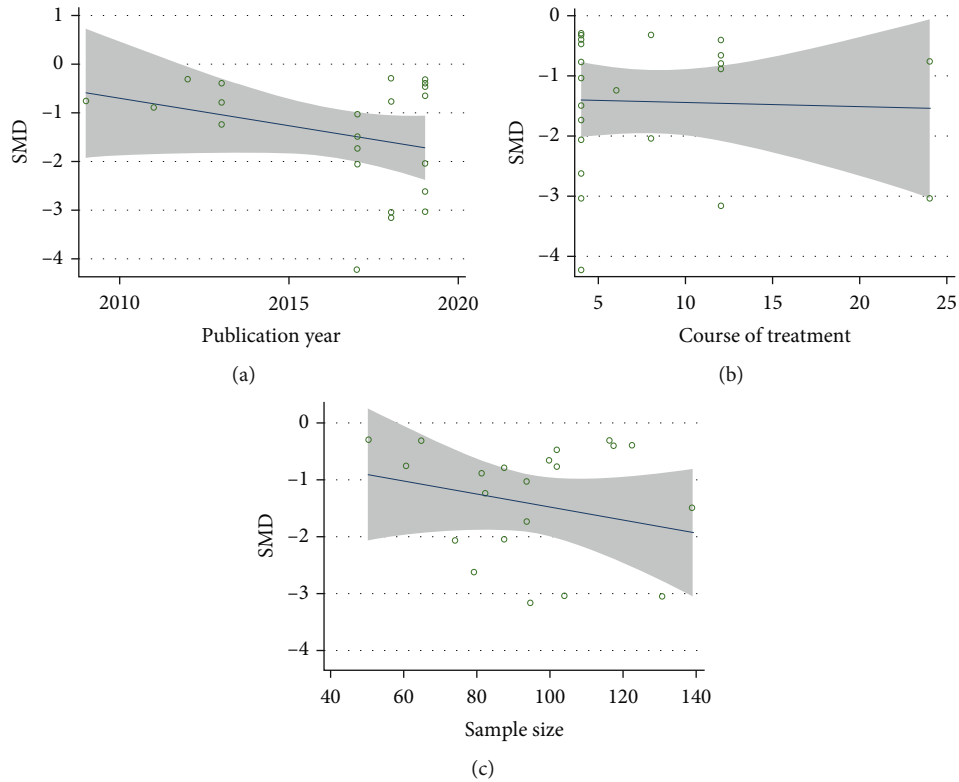 1
0
−1
−2
−3
−4
SMD
2010 2015 2020
Publication year
(a)
0
−1
−2
−3
−4
SMD
5 10 15 20 25
Course of treatment
(b)
0
−1
−2
−3
−4
SMD
40 60 80 100 120 140
Sample size
(c)